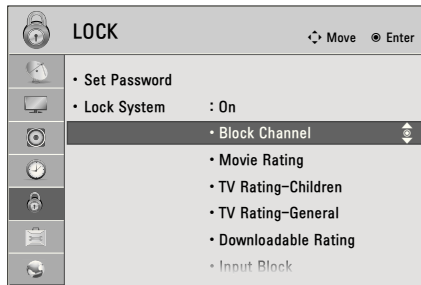 LOCK
Move
Enter
• Set Password
• Lock System : On
• Block Channel
• Movie Rating
• TV Rating-Children
• TV Rating-General
• Downloadable Rating
• Input Block